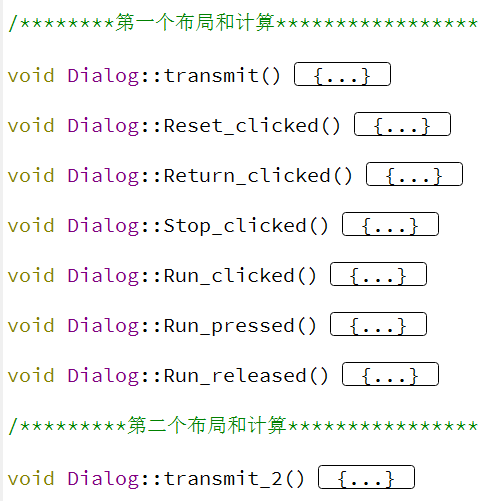 /********第一个布局和计算*****************
void Dialog::transmit() {...}
void Dialog::Reset_clicked() {...}
void Dialog::Return_clicked() {...}
void Dialog::Stop_clicked() {...}
void Dialog::Run_clicked() {...}
void Dialog::Run_pressed() {...}
void Dialog::Run_released() {...}
/*********第二个布局和计算****************
void Dialog::transmit_2() {...}